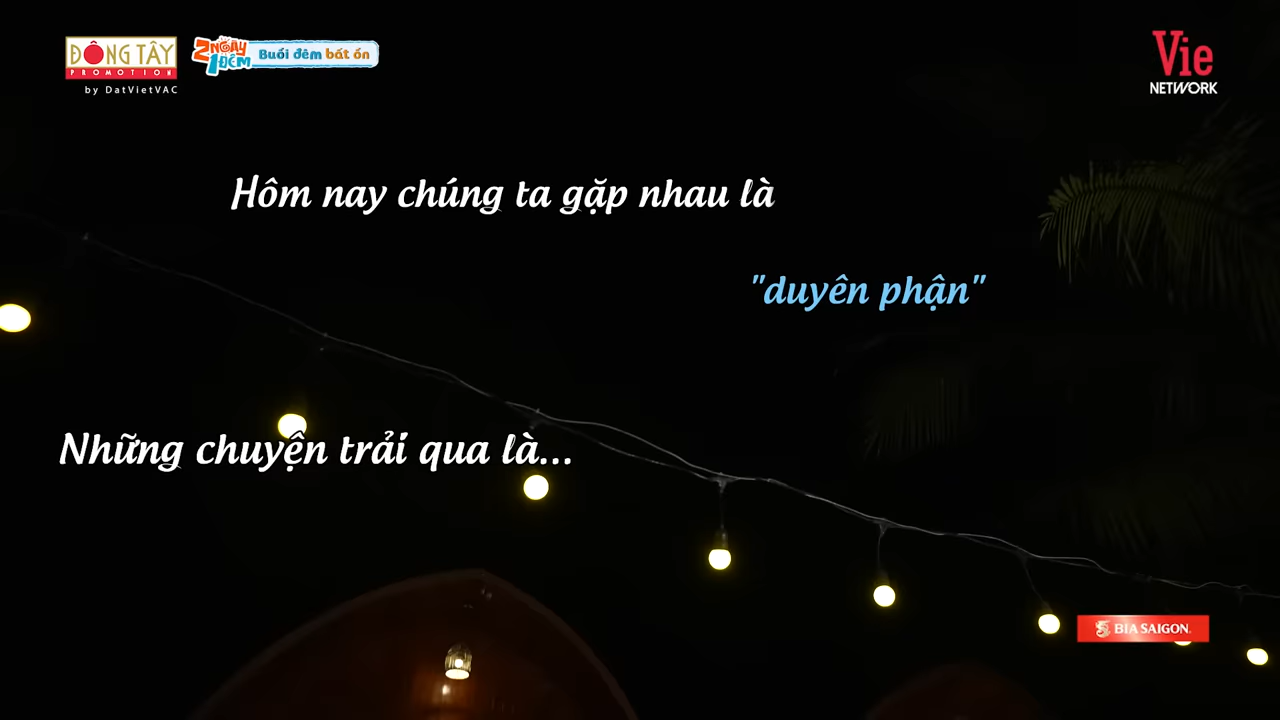 ĐÔNG TÂY
PROMOTION
by DatVietVAC
2 NGÀY 1 ĐÊM
Buổi đêm bất ổn
Vie
NETWORK
Hôm nay chúng ta gặp nhau là
"duyên phận"
Những chuyện trải qua là...
BIA SAIGON